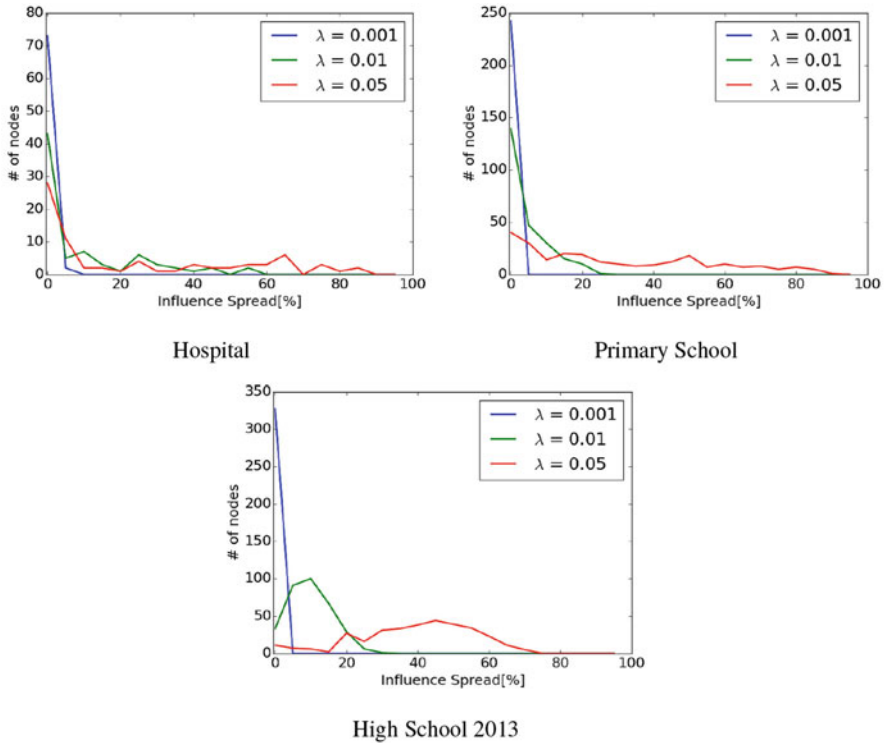 80
70
60
50
40
30
20
10
0
# of nodes
λ = 0.001
λ = 0.01
λ = 0.05
0 20 40 60 80 100
Influence Spread[%]
Hospital
250
200
150
100
50
0
# of nodes
λ = 0.001
λ = 0.01
λ = 0.05
0 20 40 60 80 100
Influence Spread[%]
Primary School
350
300
250
200
150
100
50
0
# of nodes
λ = 0.001
λ = 0.01
λ = 0.05
0 20 40 60 80 100
Influence Spread[%]
High School 2013